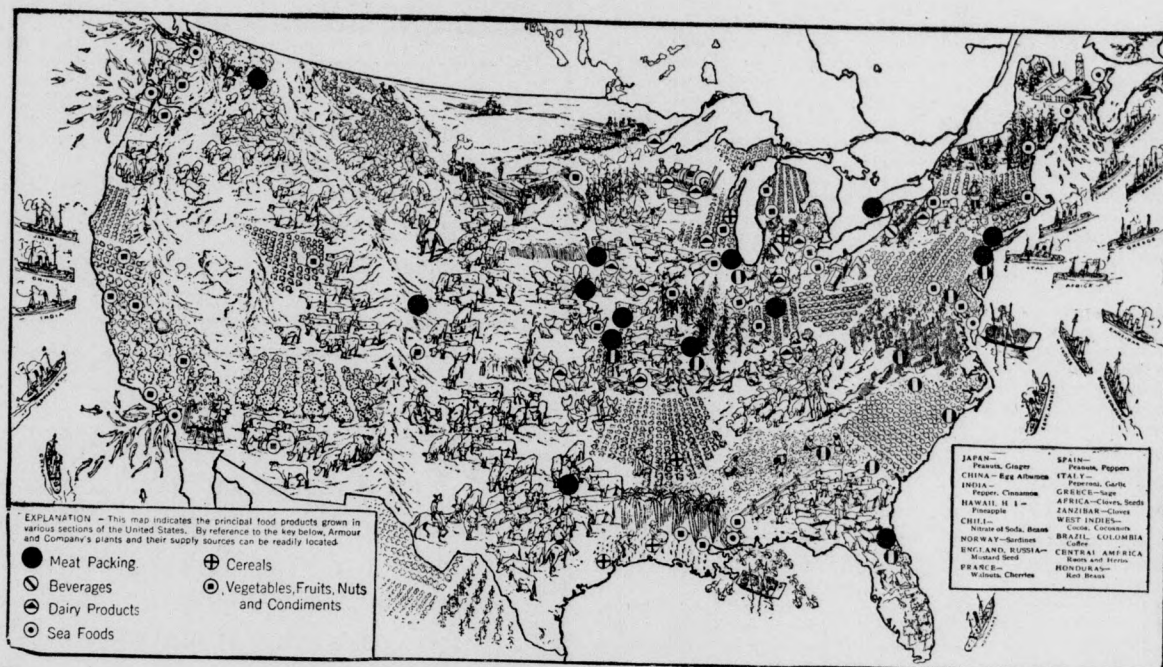 INDIA
ITALY
AFRICA
EXPLANATION – This map indicates the principal food products grown in
various sections of the United States. By reference to the key below, Armour
and Company's plants and their supply sources can be readily located.
Meat Packing
Beverages
Dairy Products
Sea Foods
Cereals
Vegetables, Fruits, Nuts
and Condiments
JAPAN—
Peanuts, Ginger
CHINA—Egg Albumen
INDIA—
Pepper, Cinnamon
HAWAII, H. I—
Pineapple
CHILI—
Nitrate of Soda, Beans
NORWAY—Sardines
ENGLAND, RUSSIA—
Mustard Seed
FRANCE—
Walnuts, Cherries
SPAIN—
Peanuts, Peppers
ITALY—
Peperoni, Garlic
GREECE—Sage
AFRICA—Cloves, Seeds
ZANZIBAR—Cloves
WEST INDIES—
Cocoa, Cocoanuts
BRAZIL, COLOMBIA
Coffee
CENTRAL AMERICA
Roots and Herbs
HONDURAS—
Red Beans